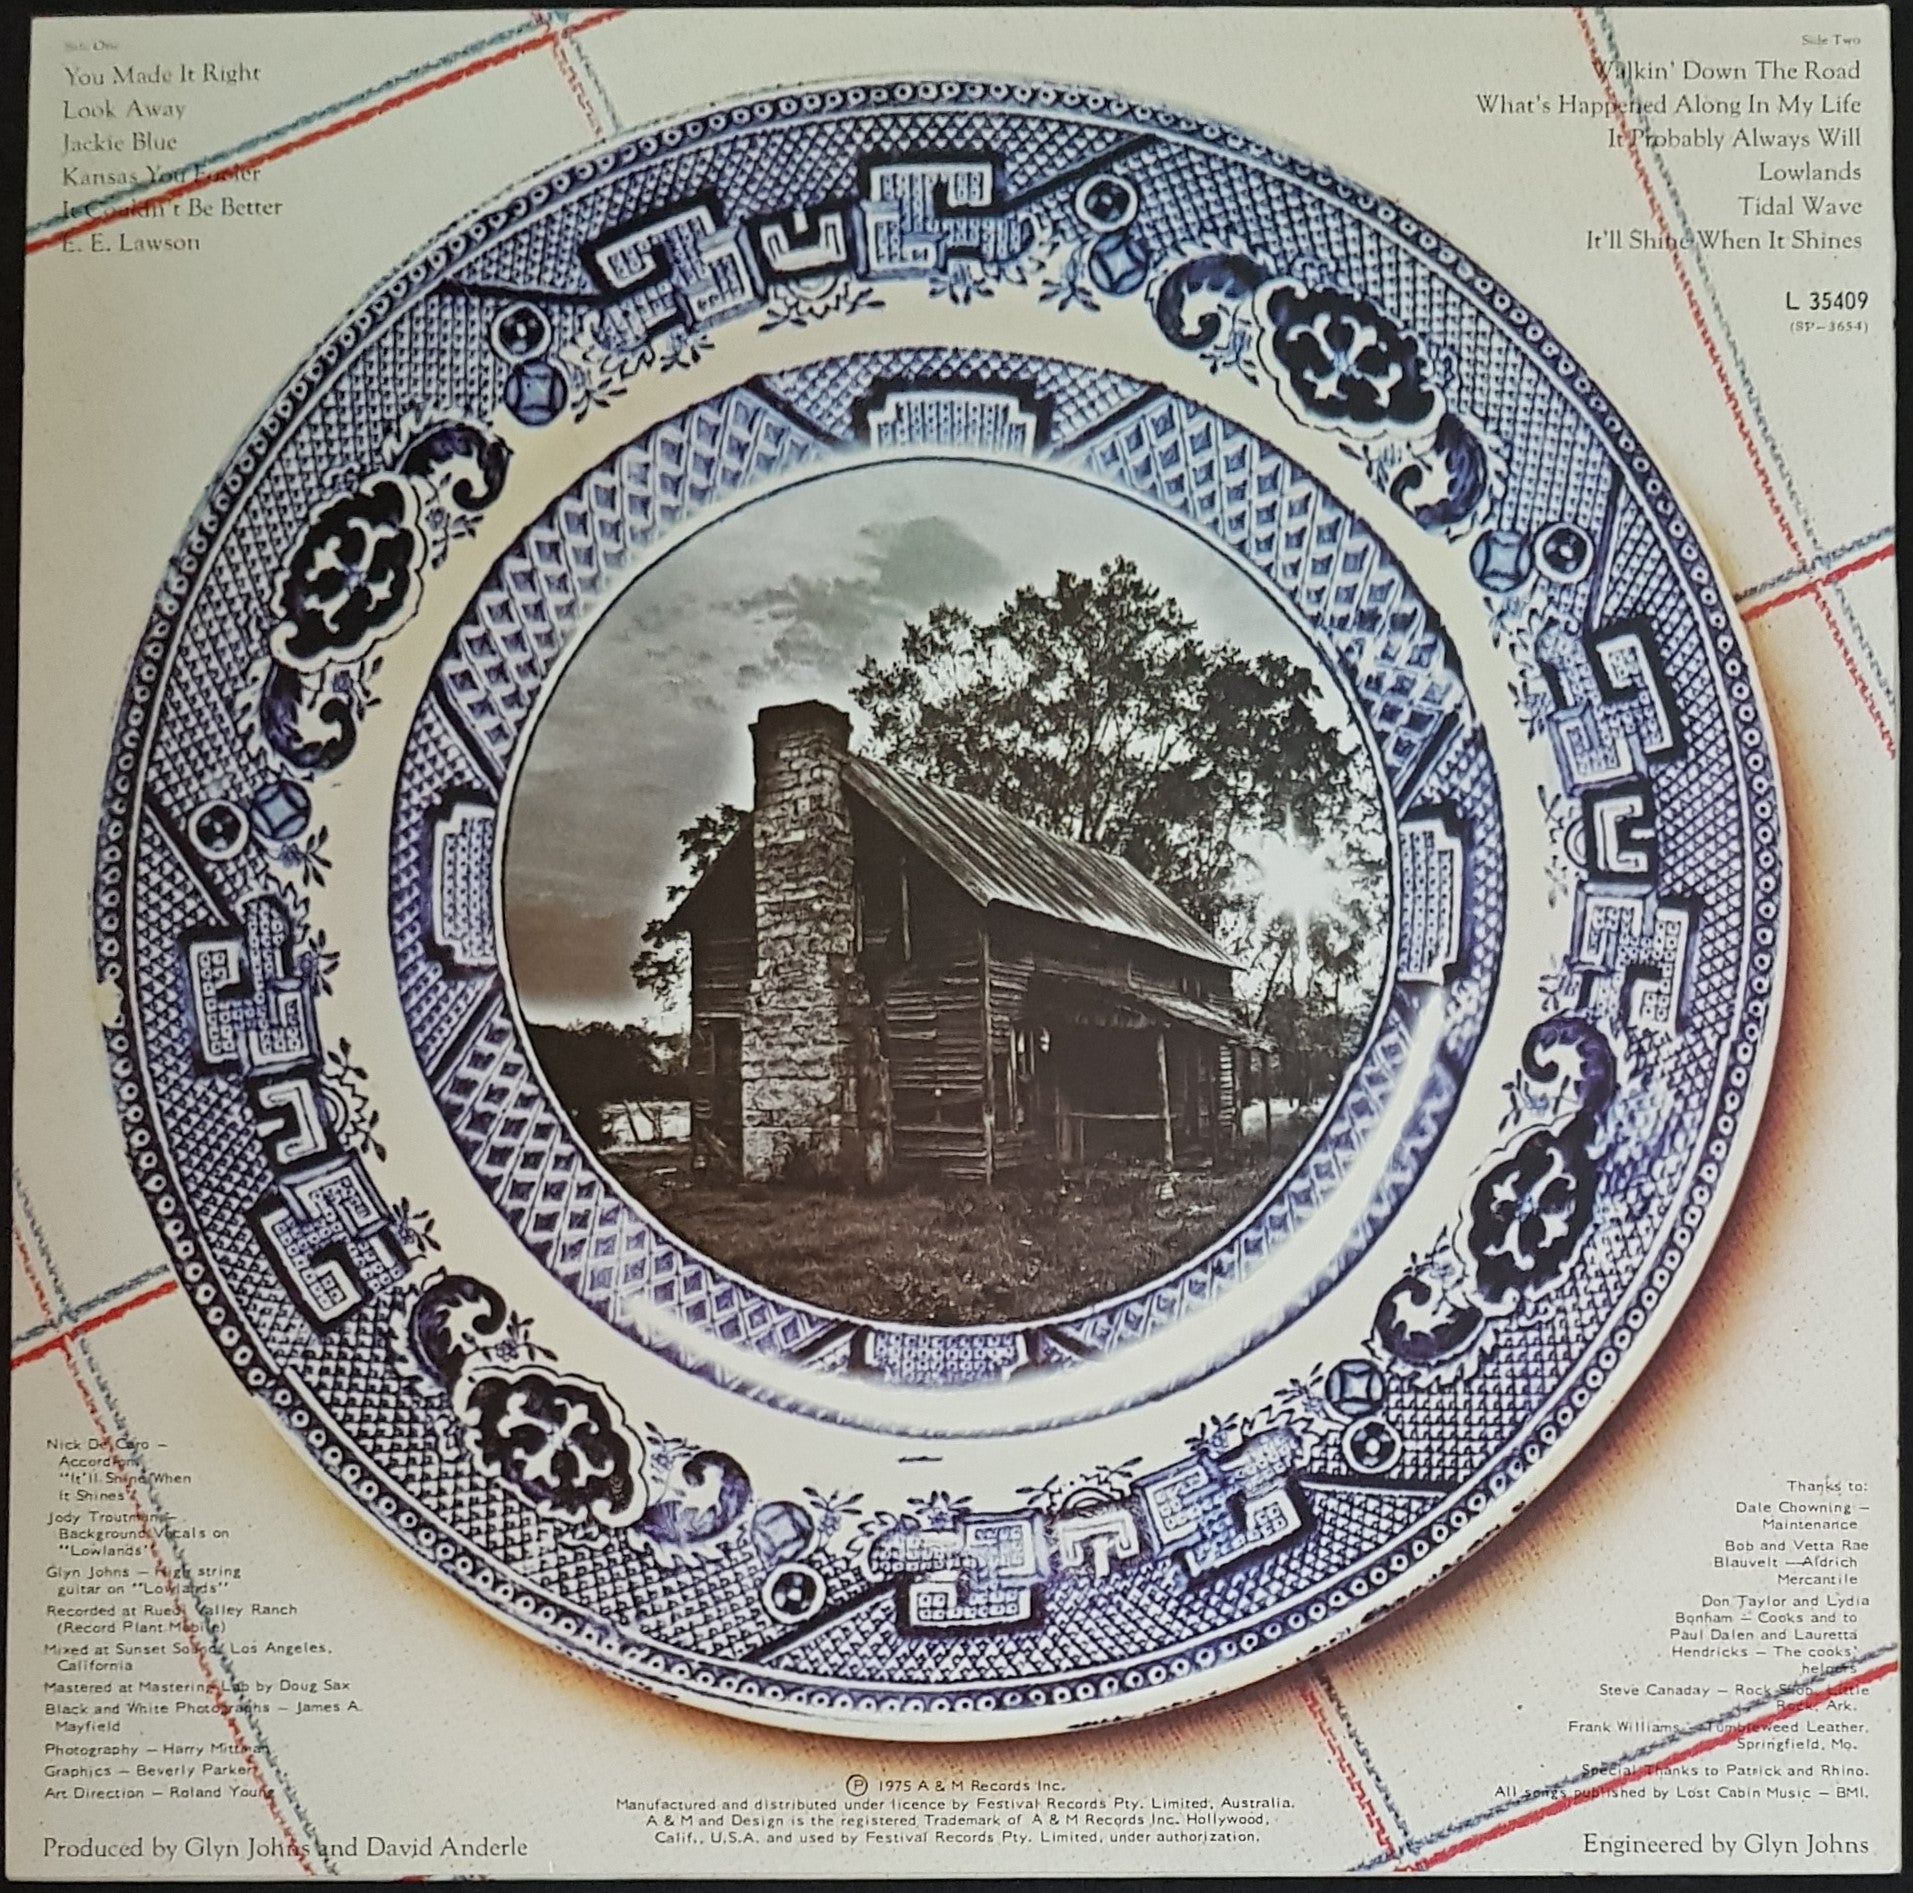 Side One
You Made It Right
Look Away
Jackie Blue
Kansas You Fooler
It Couldn't Be Better
E. E. Lawson
Side Two
Walkin' Down The Road
What's Happened Along In My Life
It Probably Always Will
Lowlands
Tidal Wave
It'll Shine When It Shines
L 35409
(SP-3654)
Nick De Caro –
Accordion,
"It'll Shine When
It Shines"
Jody Troutman –
Background Vocals on
"Lowlands"
Glyn Johns – High string
guitar on "Lowlands"
Recorded at Ruedi Valley Ranch
(Record Plant Mobile)
Mixed at Sunset Sound, Los Angeles,
California
Mastered at Mastering Lab by Doug Sax
Black and White Photographs – James A.
Mayfield
Photography – Harry Mittman
Graphics – Beverly Parker
Art Direction – Roland Young
Produced by Glyn Johns and David Anderle
Ⓟ 1975 A & M Records Inc.
Manufactured and distributed under licence by Festival Records Pty. Limited, Australia.
A & M and Design is the registered Trademark of A & M Records Inc. Hollywood,
Calif., U.S.A. and used by Festival Records Pty. Limited, under authorization.
Thanks to:
Dale Chowning –
Maintenance
Bob and Vetta Rae
Blauvelt – Aldrich
Mercantile
Don Taylor and Lydia
Bonham – Cooks and to
Paul Dalen and Lauretta
Hendricks – The cooks'
helpers
Steve Canaday – Rock Shop, Little
Rock, Ark.
Frank Williams – Tumbleweed Leather,
Springfield, Mo.
Special Thanks to Patrick and Rhino.
All songs published by Lost Cabin Music – BMI.
Engineered by Glyn Johns